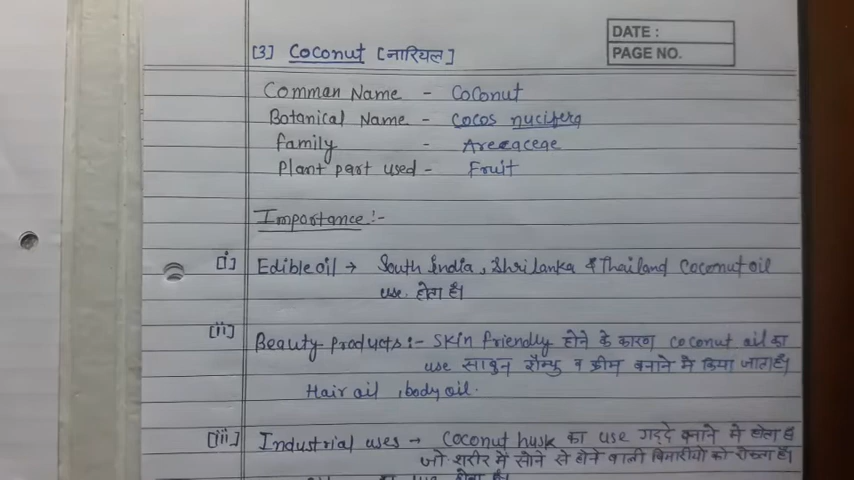 DATE :
PAGE NO.
[3] Coconut [नारियल]
Comman Name - Coconut
Botanical Name - Cocos nucifera
family - Arecaceae
Plant part used - Fruit
Importance :-
[i] Edible oil → South India, Shri lanka & Thailand coconut oil
use होता है।
[ii] Beauty products :- Skin friendly होने के कारण coconut oil का
use साबुन शैम्पु व क्रीम बनाने में किया जाता है।
Hair oil, body oil.
[iii] Industrial uses → Coconut husk का use गद्दे बनाने में होता है
जो शरीर में सोने से होने वाली बिमारीयो को रोकता है।
होता है।